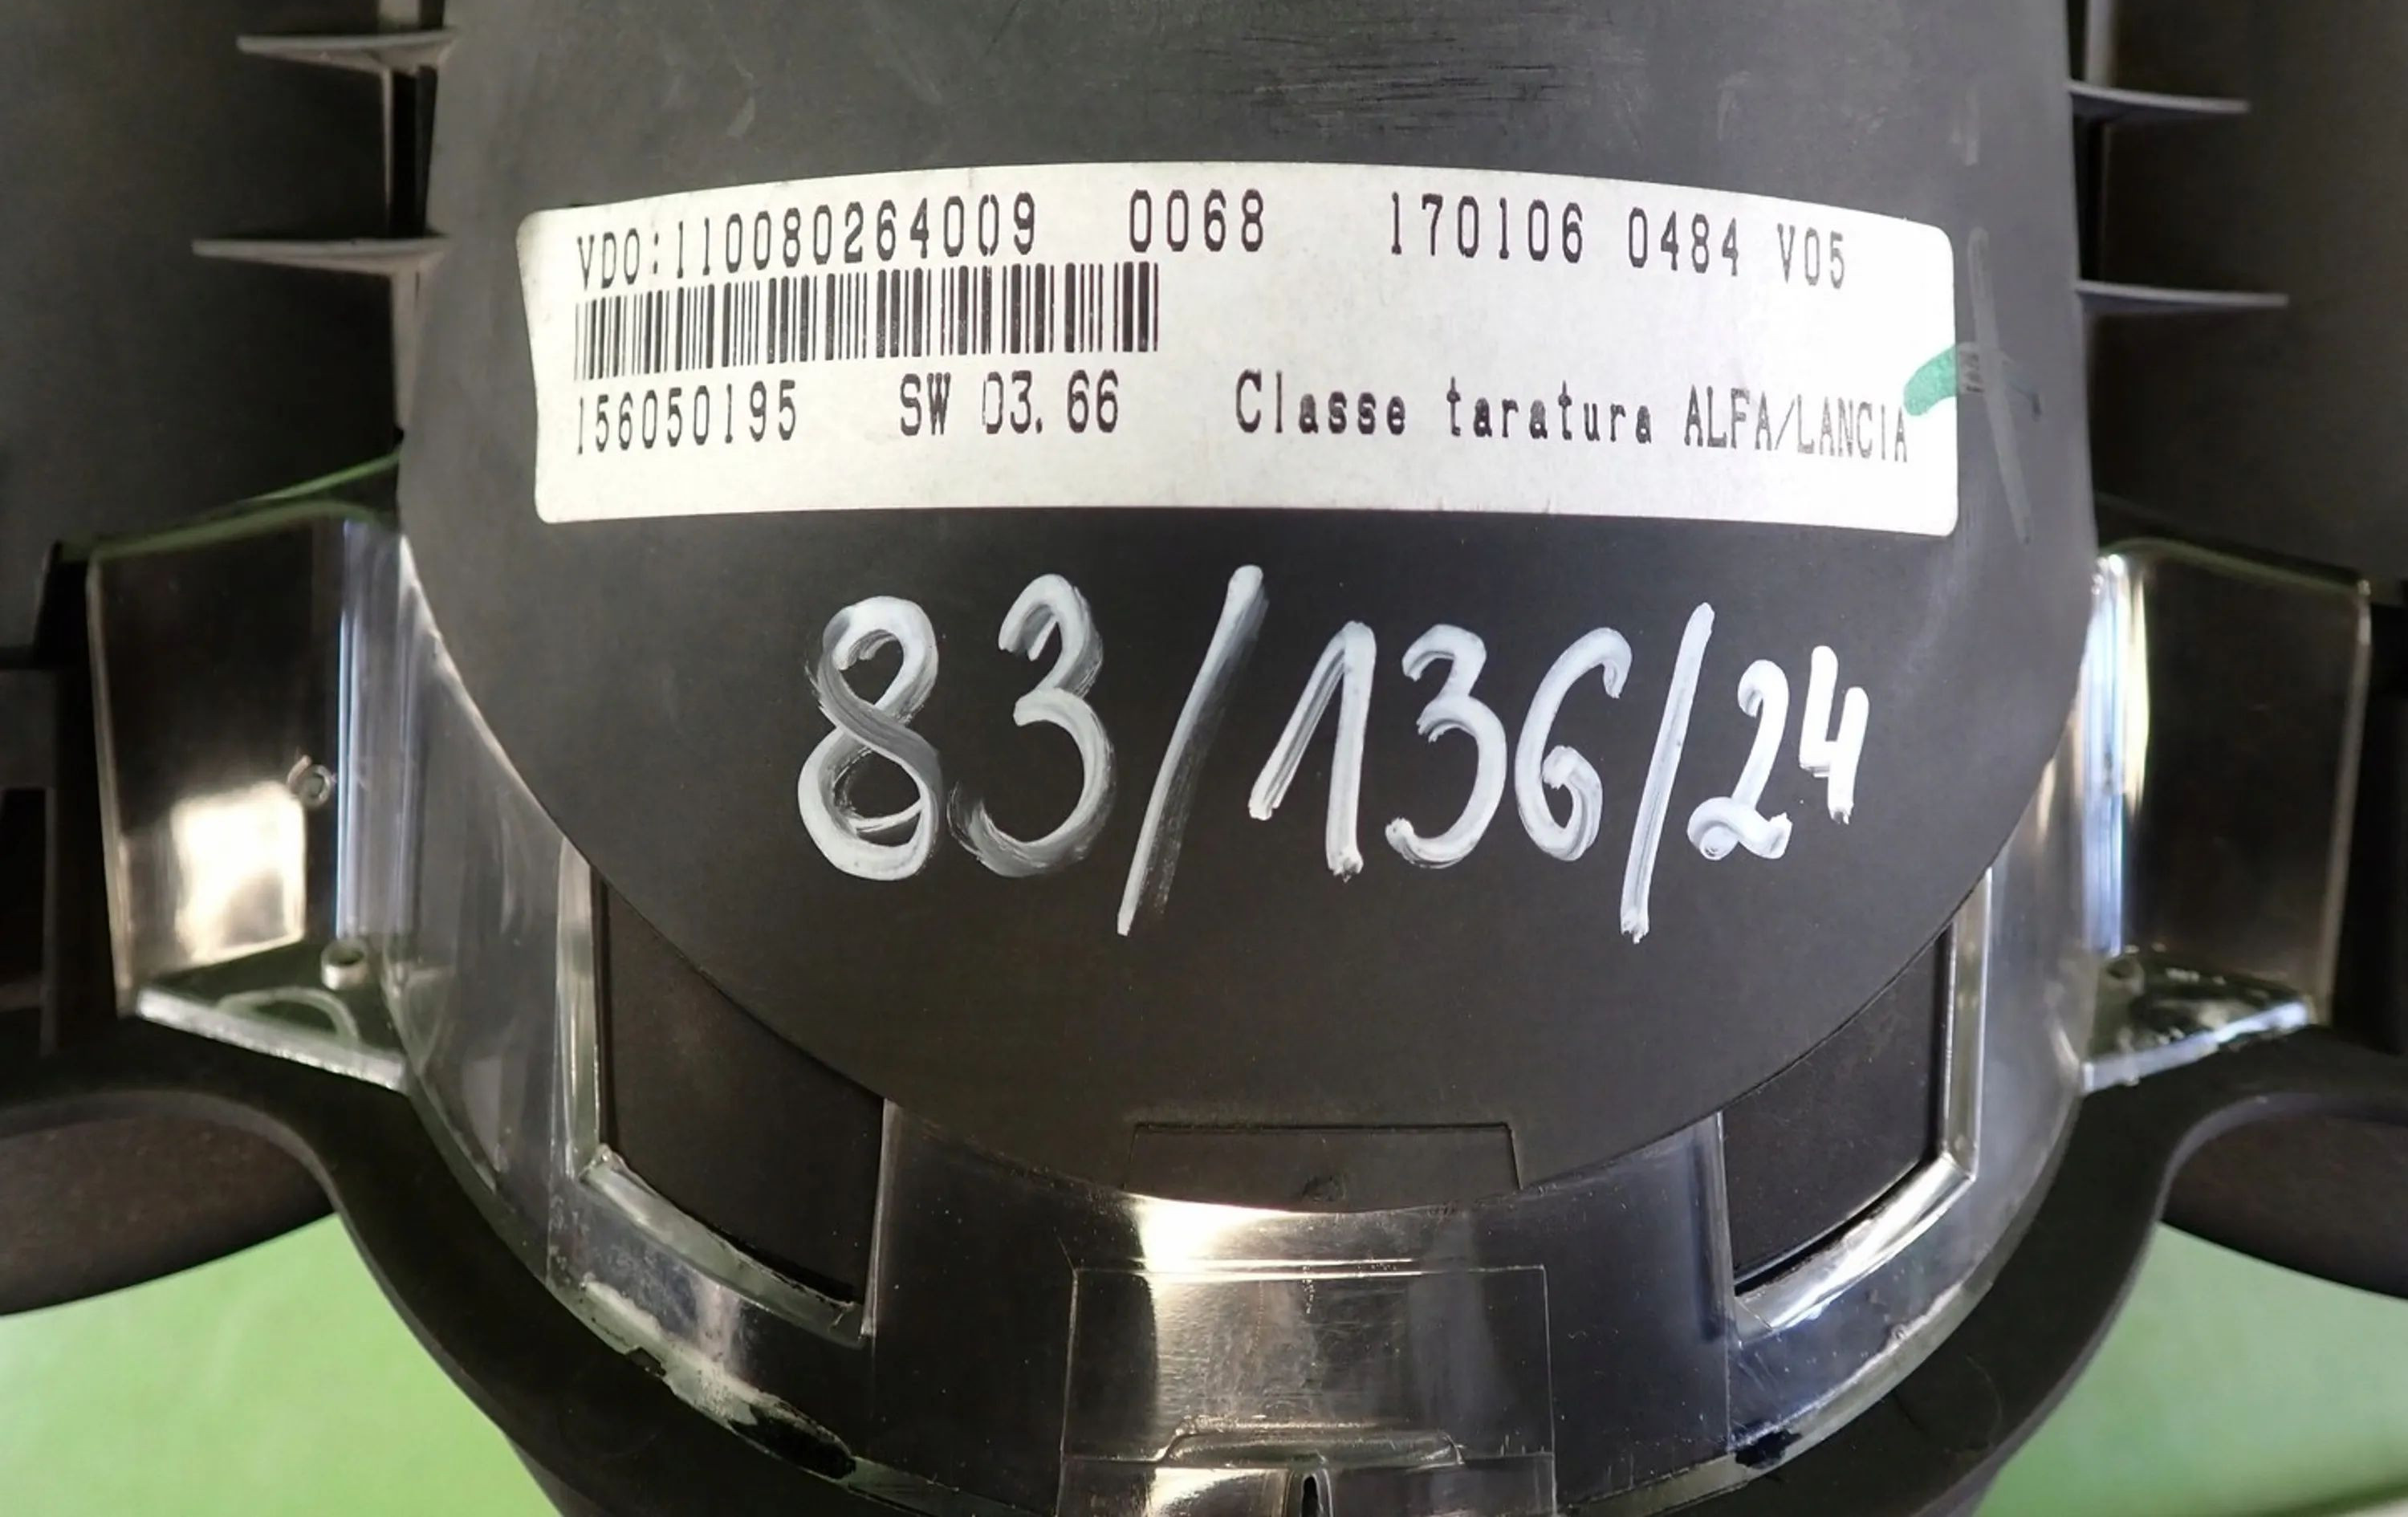 VDO:110080264009 0068 170106 0484 V05
156050195 SW 03.66 Classe taratura ALFA/LANCIA
83/136/24